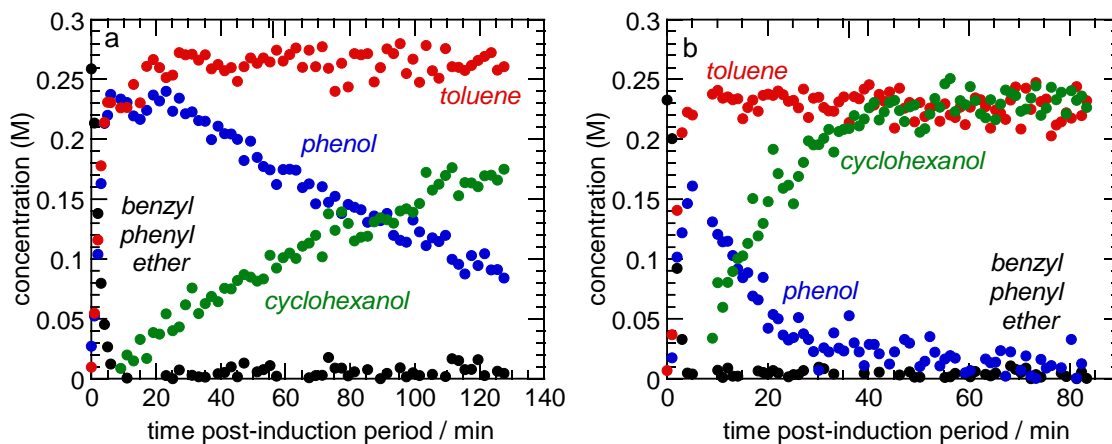 a
0.3
0.25
0.2
0.15
0.1
0.05
0
concentration (M)
toluene
phenol
benzyl
phenyl
ether
cyclohexanol
0 20 40 60 80 100 120 140
time post-induction period / min
b
0.3
0.25
0.2
0.15
0.1
0.05
0
concentration (M)
toluene
cyclohexanol
phenol
benzyl
phenyl
ether
0 20 40 60 80
time post-induction period / min